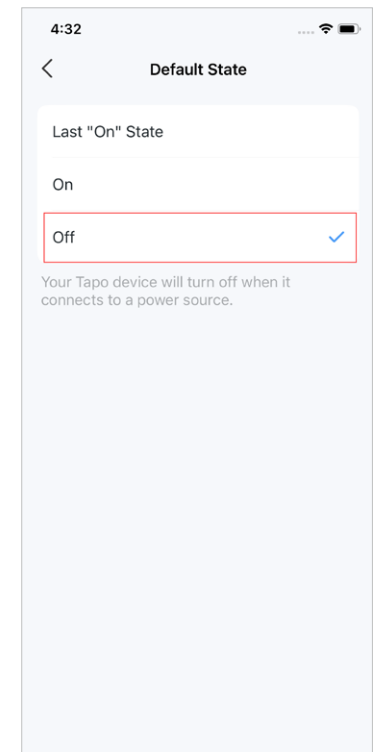 4:32
Default State
Last "On" State
On
Off
Your Tapo device will turn off when it
connects to a power source.